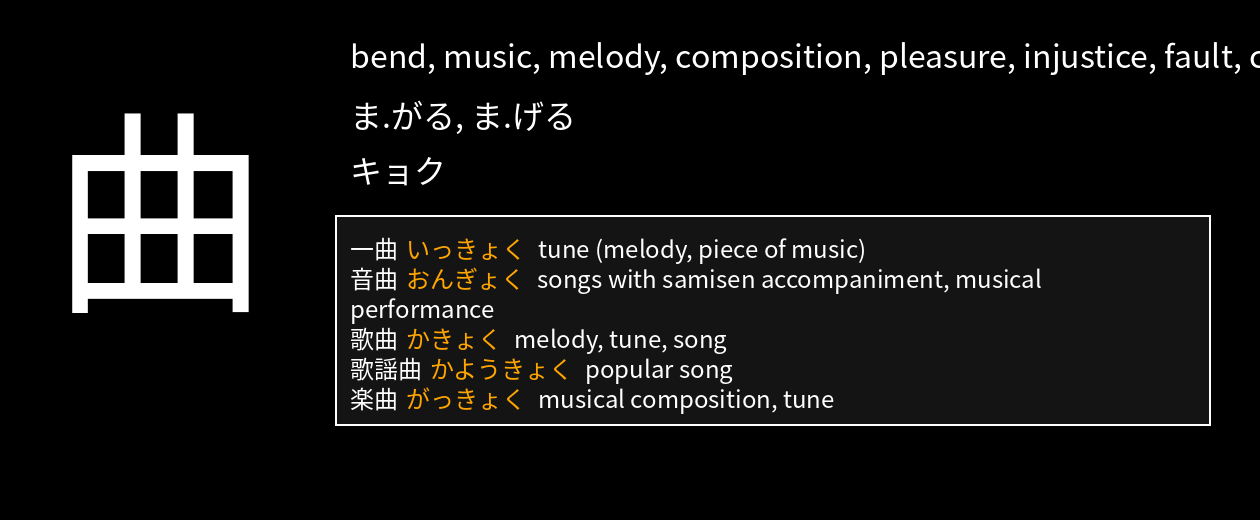 曲
bend, music, melody, composition, pleasure, injustice, fault,
ま.がる, ま.げる
キョク
一曲 いっきょく tune (melody, piece of music)
音曲 おんぎょく songs with samisen accompaniment, musical
performance
歌曲 かきょく melody, tune, song
歌謡曲 かようきょく popular song
楽曲 がっきょく musical composition, tune